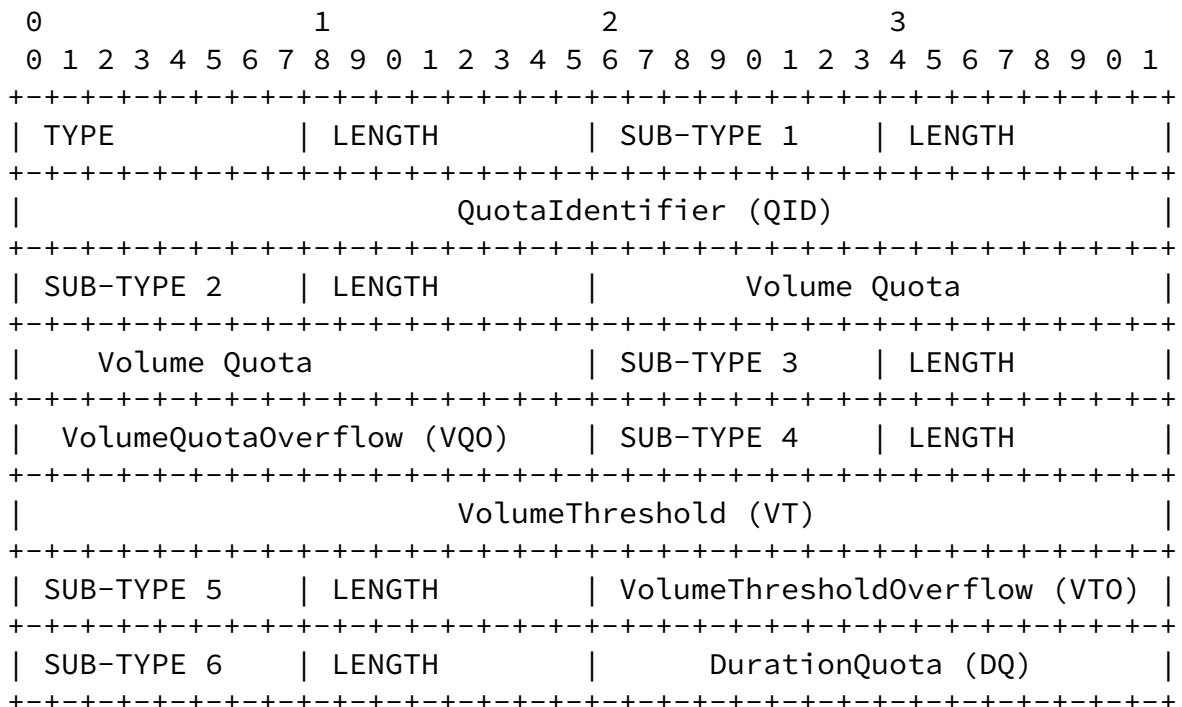 0                   1                   2                   3
 0 1 2 3 4 5 6 7 8 9 0 1 2 3 4 5 6 7 8 9 0 1 2 3 4 5 6 7 8 9 0 1
+-+-+-+-+-+-+-+-+-+-+-+-+-+-+-+-+-+-+-+-+-+-+-+-+-+-+-+-+-+-+-+-+
| TYPE          | LENGTH        | SUB-TYPE 1    | LENGTH        |
+-+-+-+-+-+-+-+-+-+-+-+-+-+-+-+-+-+-+-+-+-+-+-+-+-+-+-+-+-+-+-+-+
|                        QuotaIdentifier (QID)                  |
+-+-+-+-+-+-+-+-+-+-+-+-+-+-+-+-+-+-+-+-+-+-+-+-+-+-+-+-+-+-+-+-+
| SUB-TYPE 2    | LENGTH        |        Volume Quota           |
+-+-+-+-+-+-+-+-+-+-+-+-+-+-+-+-+-+-+-+-+-+-+-+-+-+-+-+-+-+-+-+-+
|    Volume Quota               | SUB-TYPE 3    | LENGTH        |
+-+-+-+-+-+-+-+-+-+-+-+-+-+-+-+-+-+-+-+-+-+-+-+-+-+-+-+-+-+-+-+-+
|  VolumeQuotaOverflow (VQO)    | SUB-TYPE 4    | LENGTH        |
+-+-+-+-+-+-+-+-+-+-+-+-+-+-+-+-+-+-+-+-+-+-+-+-+-+-+-+-+-+-+-+-+
|                        VolumeThreshold (VT)                   |
+-+-+-+-+-+-+-+-+-+-+-+-+-+-+-+-+-+-+-+-+-+-+-+-+-+-+-+-+-+-+-+-+
| SUB-TYPE 5    | LENGTH        | VolumeThresholdOverflow (VTO) |
+-+-+-+-+-+-+-+-+-+-+-+-+-+-+-+-+-+-+-+-+-+-+-+-+-+-+-+-+-+-+-+-+
| SUB-TYPE 6    | LENGTH        |      DurationQuota (DQ)       |
+-+-+-+-+-+-+-+-+-+-+-+-+-+-+-+-+-+-+-+-+-+-+-+-+-+-+-+-+-+-+-+-+